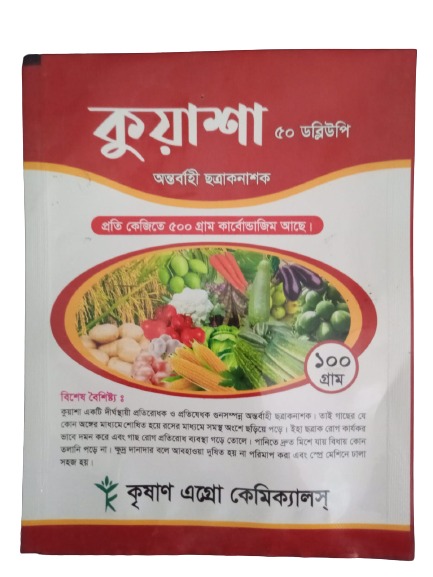 কুয়াশা ৫০ ডব্লিউপি
অন্তর্বাহী ছত্রাকনাশক
প্রতি কেজিতে ৫০০ গ্রাম কার্বেন্ডাজিম আছে।
১০০
গ্রাম
বিশেষ বৈশিষ্ট্য ঃ
কুয়াশা একটি দীর্ঘস্থায়ী প্রতিরোধক ও প্রতিষেধক গুনসম্পন্ন অন্তর্বাহী ছত্রাকনাশক। তাই গাছের যে
কোন অঙ্গের মাধ্যমে শোষিত হয়ে রসের মাধ্যমে সমস্থ অংশে ছড়িয়ে পড়ে। ইহা ছত্রাক রোগ কার্যকর
ভাবে দমন করে এবং গাছ রোগ প্রতিরোধ ব্যবস্থা গড়ে তোলে। পানিতে দ্রুত মিশে যায় বিধায় কোন
তলানি পড়ে না। ক্ষুদ্র দানাদার বলে আবহাওয়া দুষিত হয় না পরিমাপ করা এবং স্প্রে মেশিনে ঢালা
সহজ হয়।
কৃষাণ এগ্রো কেমিক্যালস্